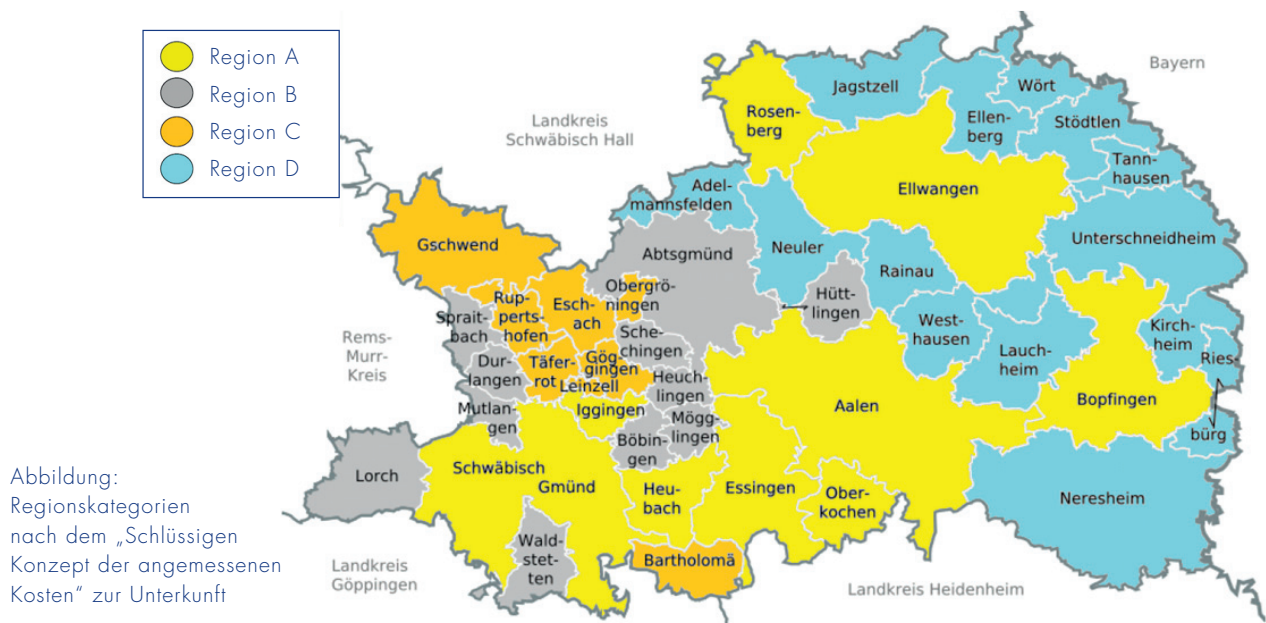 Region A
Region B
Region C
Region D
Landkreis
Schwäbisch Hall
Bayern
Jagstzell
Wört
Rosen-
berg
Ellen-
berg
Stödtlen
Tann-
hausen
Ellwangen
Adel-
mannsfelden
Unterschneidheim
Gschwend
Abtsgmünd
Neuler
Rainau
Obergrö-
ningen
Hütt-
lingen
Rup-
perts-
hofen
Esch-
ach
Sprait-
bach
Sche-
chingen
West-
hausen
Kirch-
heim
Rems-
Murr-
Kreis
Lauch-
heim
Ries-
Dur-
langen
Täfer-
rot
Gög-
gingen
Leinzell
Heuch-
lingen
Aalen
Bopfingen
Mutlan-
gen
Iggingen
Mögg-
lingen
Böbin-
gen
bürg
Lorch
Schwäbisch
Gmünd
Heu-
bach
Essingen
Ober-
kochen
Neresheim
Wald-
stet-
ten
Bartholomä
Landkreis
Göppingen
Landkreis Heidenheim
Abbildung:
Regionskategorien
nach dem „Schlüssigen
Konzept der angemessenen
Kosten“ zur Unterkunft